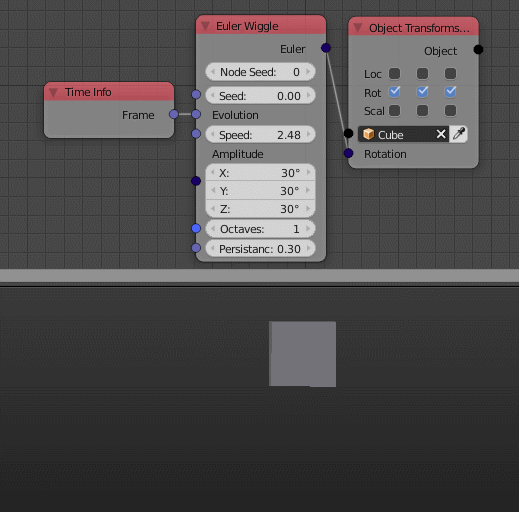 Time Info
Frame
Euler Wiggle
Euler
Node Seed: 0
Seed: 0.00
Evolution
Speed: 2.48
Amplitude
X: 30°
Y: 30°
Z: 30°
Octaves: 1
Persistanc: 0.30
Object Transforms...
Object
Loc
Rot
Scal
Cube
Rotation